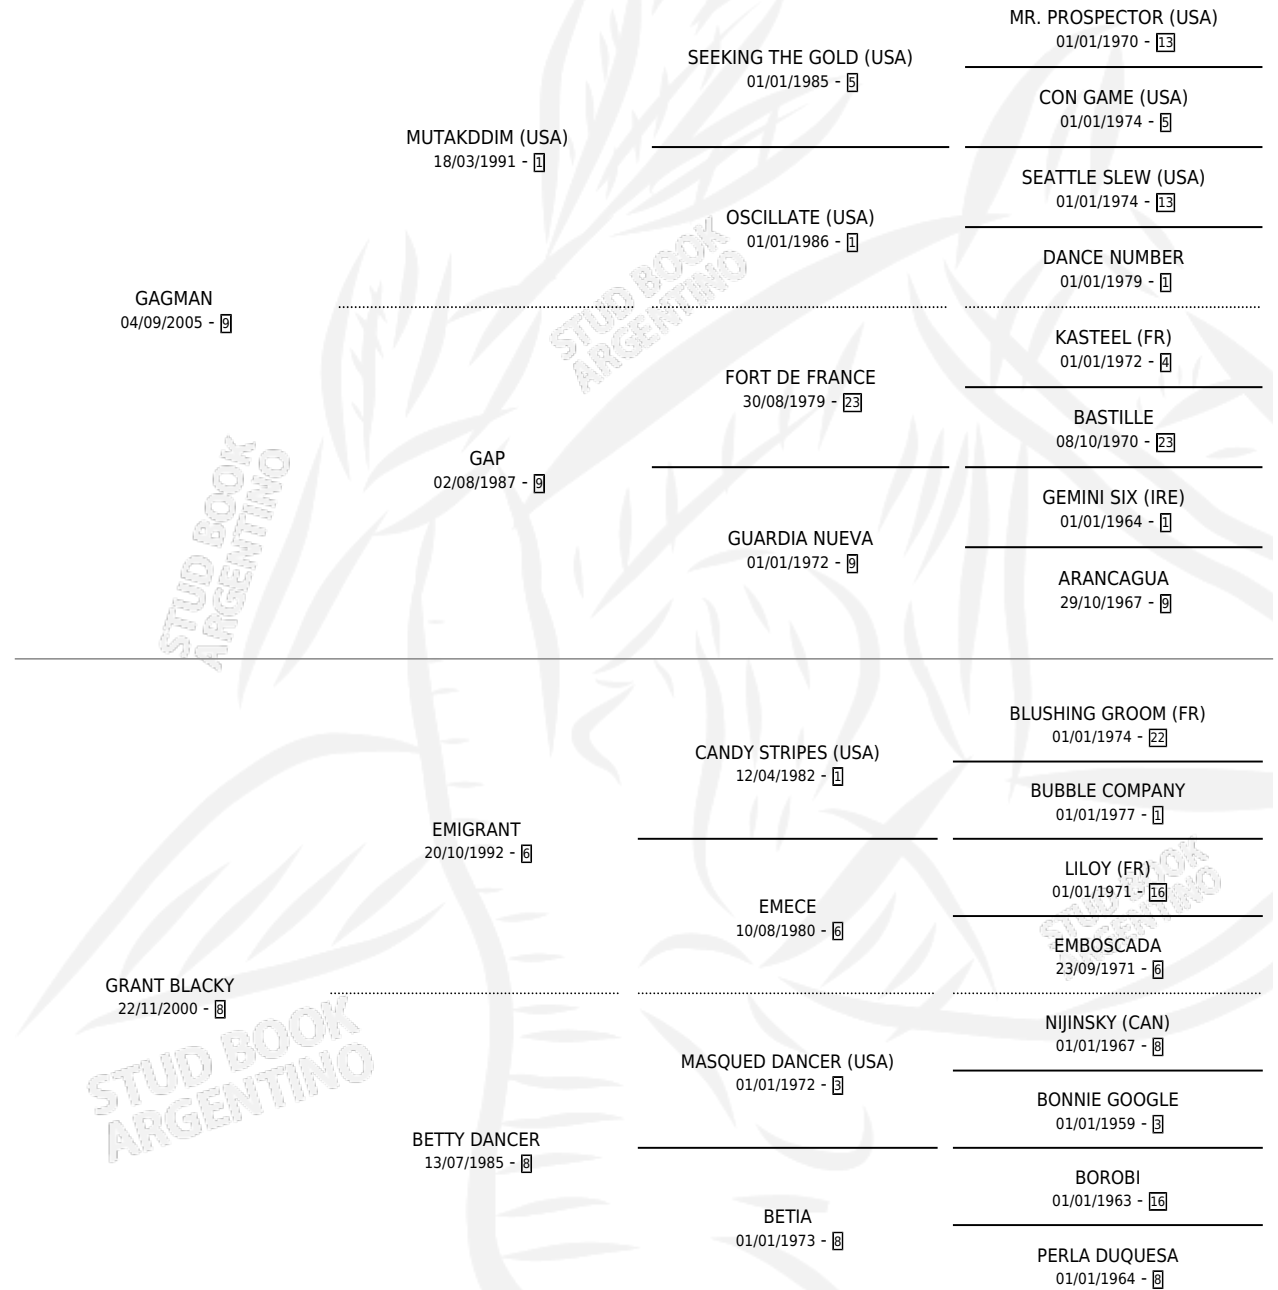 MR. PROSPECTOR (USA)
01/01/1970 - 13
SEEKING THE GOLD (USA)
01/01/1985 - 5
CON GAME (USA)
01/01/1974 - 5
MUTAKDDIM (USA)
18/03/1991 - 1
SEATTLE SLEW (USA)
01/01/1974 - 13
OSCILLATE (USA)
01/01/1986 - 1
DANCE NUMBER
01/01/1979 - 1
STUD BOOK
ARGENTINO
GAGMAN
04/09/2005 - 9
KASTEEL (FR)
01/01/1972 - 4
FORT DE FRANCE
30/08/1979 - 23
BASTILLE
08/10/1970 - 23
GAP
02/08/1987 - 9
GEMINI SIX (IRE)
01/01/1964 - 1
GUARDIA NUEVA
01/01/1972 - 9
ARANCAGUA
29/10/1967 - 9
STUD BOOK
ARGENTINO
BLUSHING GROOM (FR)
01/01/1974 - 22
CANDY STRIPES (USA)
12/04/1982 - 1
BUBBLE COMPANY
01/01/1977 - 1
EMIGRANT
20/10/1992 - 6
LILOY (FR)
01/01/1971 - 16
EMECE
10/08/1980 - 6
EMBOSCADA
23/09/1971 - 6
STUD BOOK
ARGENTINO
GRANT BLACKY
22/11/2000 - 8
NIJINSKY (CAN)
01/01/1967 - 8
MASQUED DANCER (USA)
01/01/1972 - 3
BONNIE GOOGLE
01/01/1959 - 3
STUD BOOK
ARGENTINO
BETTY DANCER
13/07/1985 - 8
BOROBI
01/01/1963 - 16
BETIA
01/01/1973 - 8
PERLA DUQUESA
01/01/1964 - 8